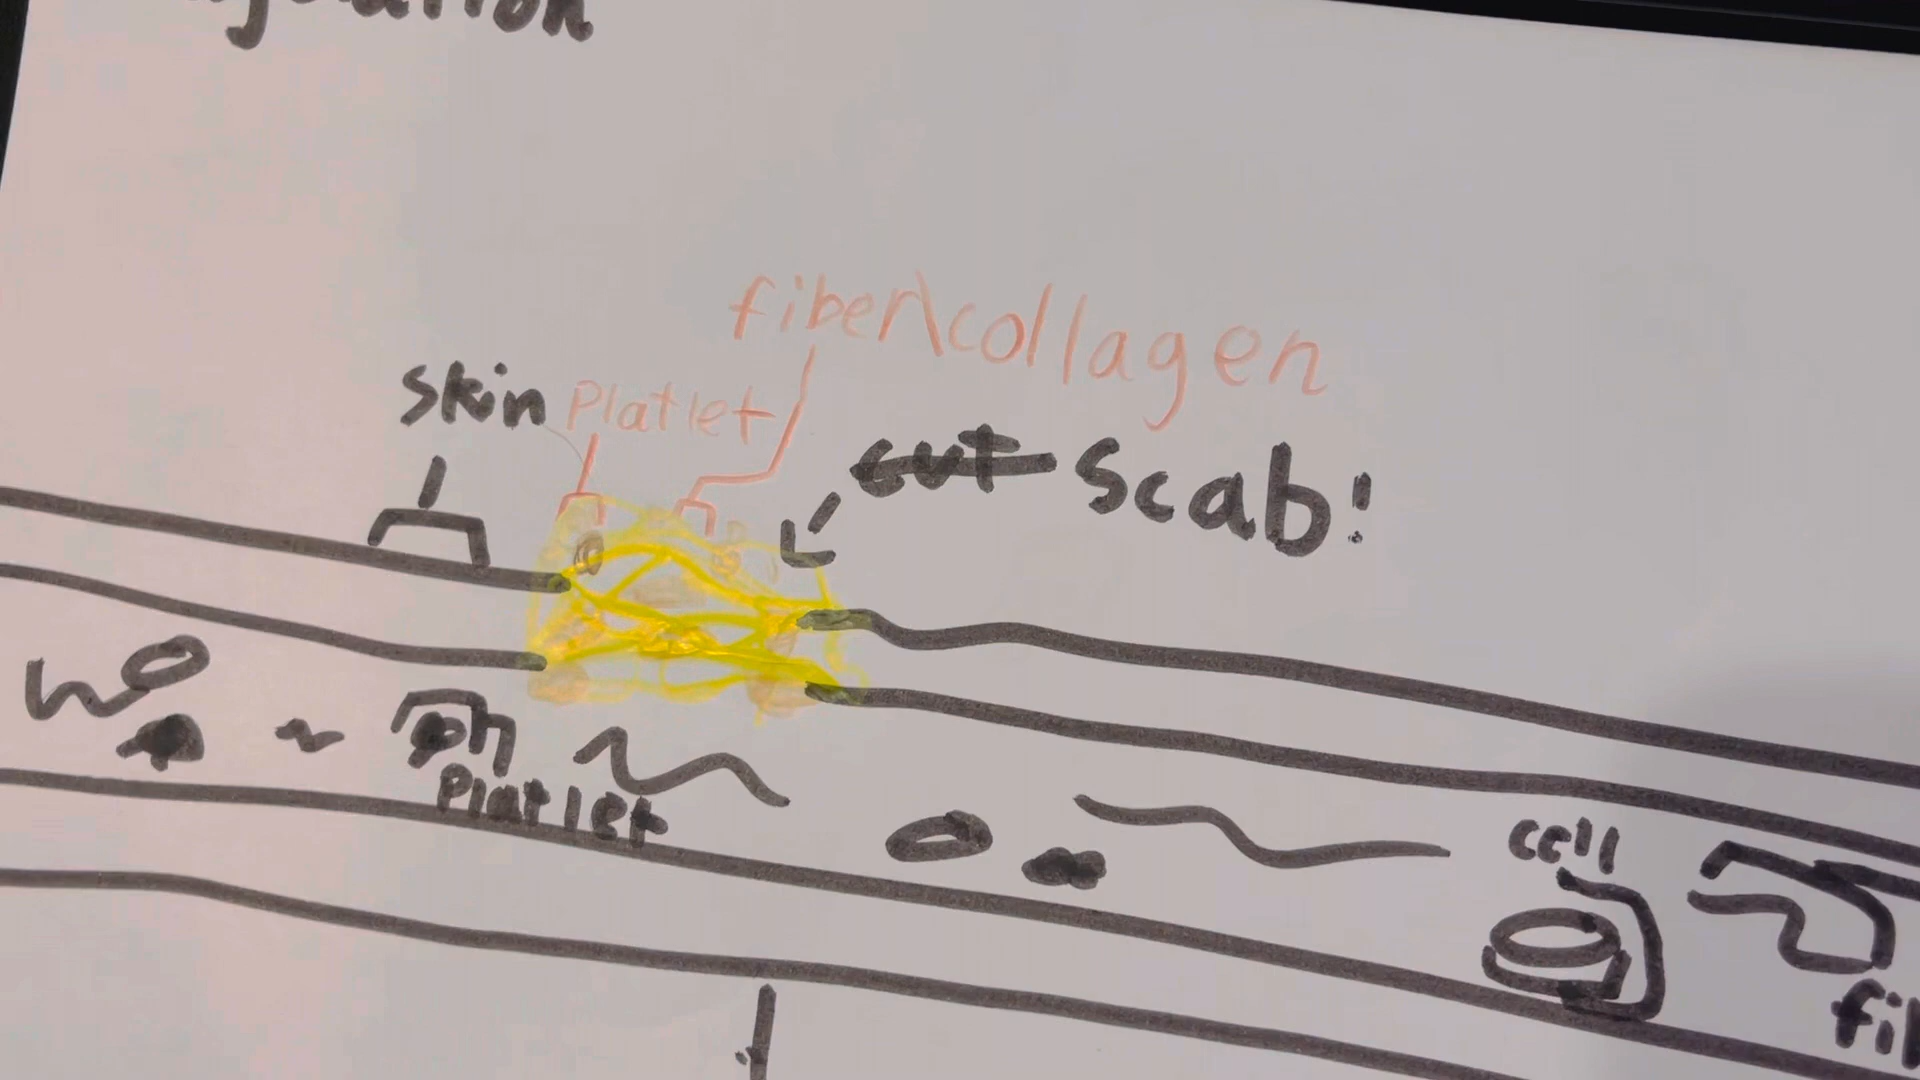 fiber\collagen
skin Platlet
cut scab!
Platlet
cell